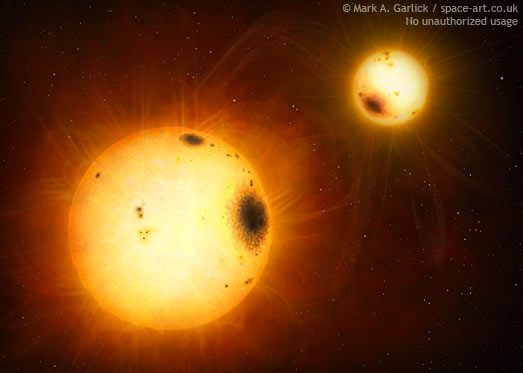 © Mark A. Garlick / space-art.co.uk
No unauthorized usage